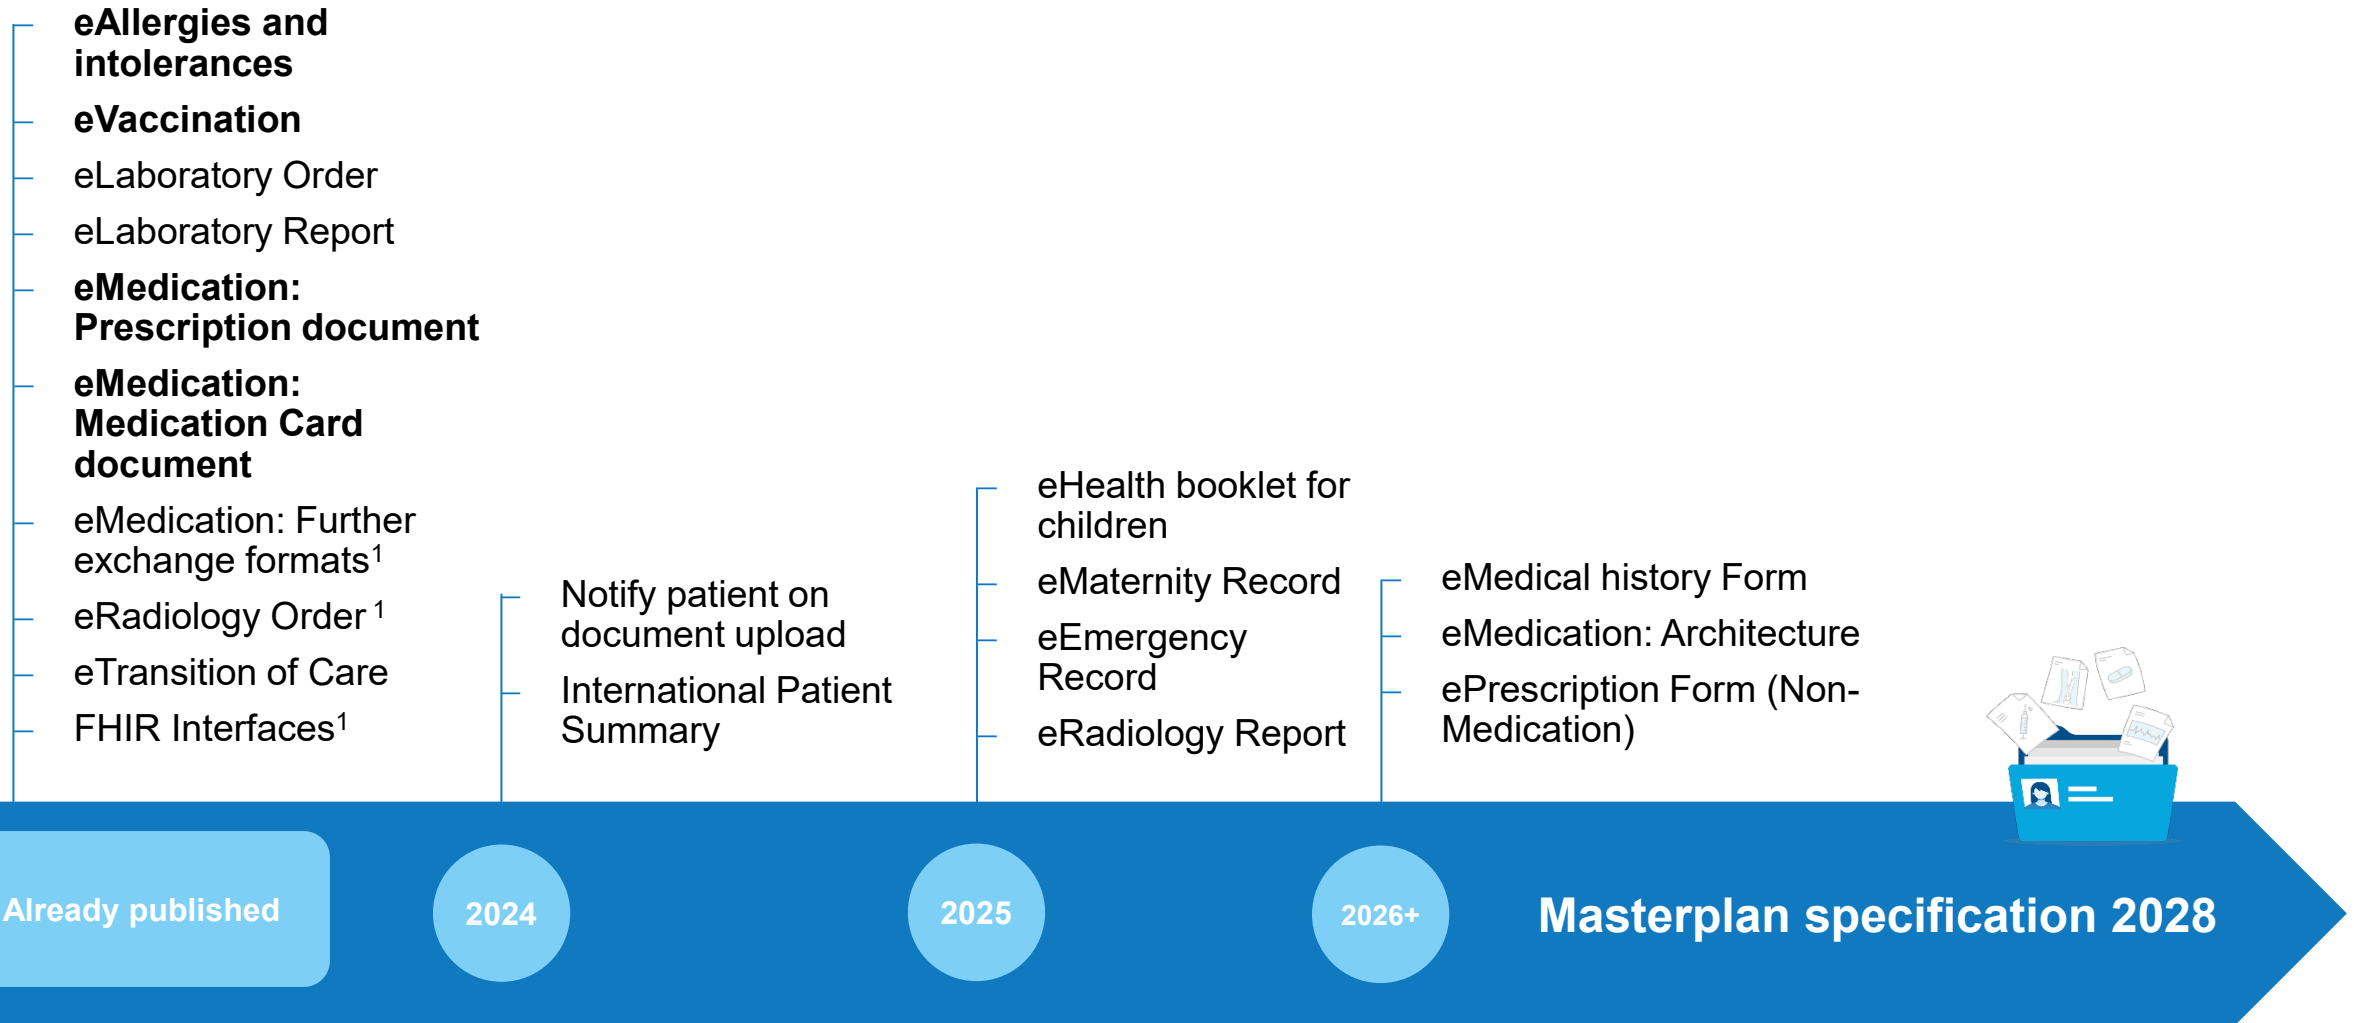 eAllergies and
intolerances
eVaccination
eLaboratory Order
eLaboratory Report
eMedication:
Prescription document
eMedication:
Medication Card
document
eMedication: Further
exchange formats¹
eRadiology Order ¹
eTransition of Care
FHIR Interfaces¹
Notify patient on
document upload
International Patient
Summary
eHealth booklet for
children
eMaternity Record
eEmergency
Record
eRadiology Report
eMedical history Form
eMedication: Architecture
ePrescription Form (Non-
Medication)
Already published
2024
2025
2026+
Masterplan specification 2028